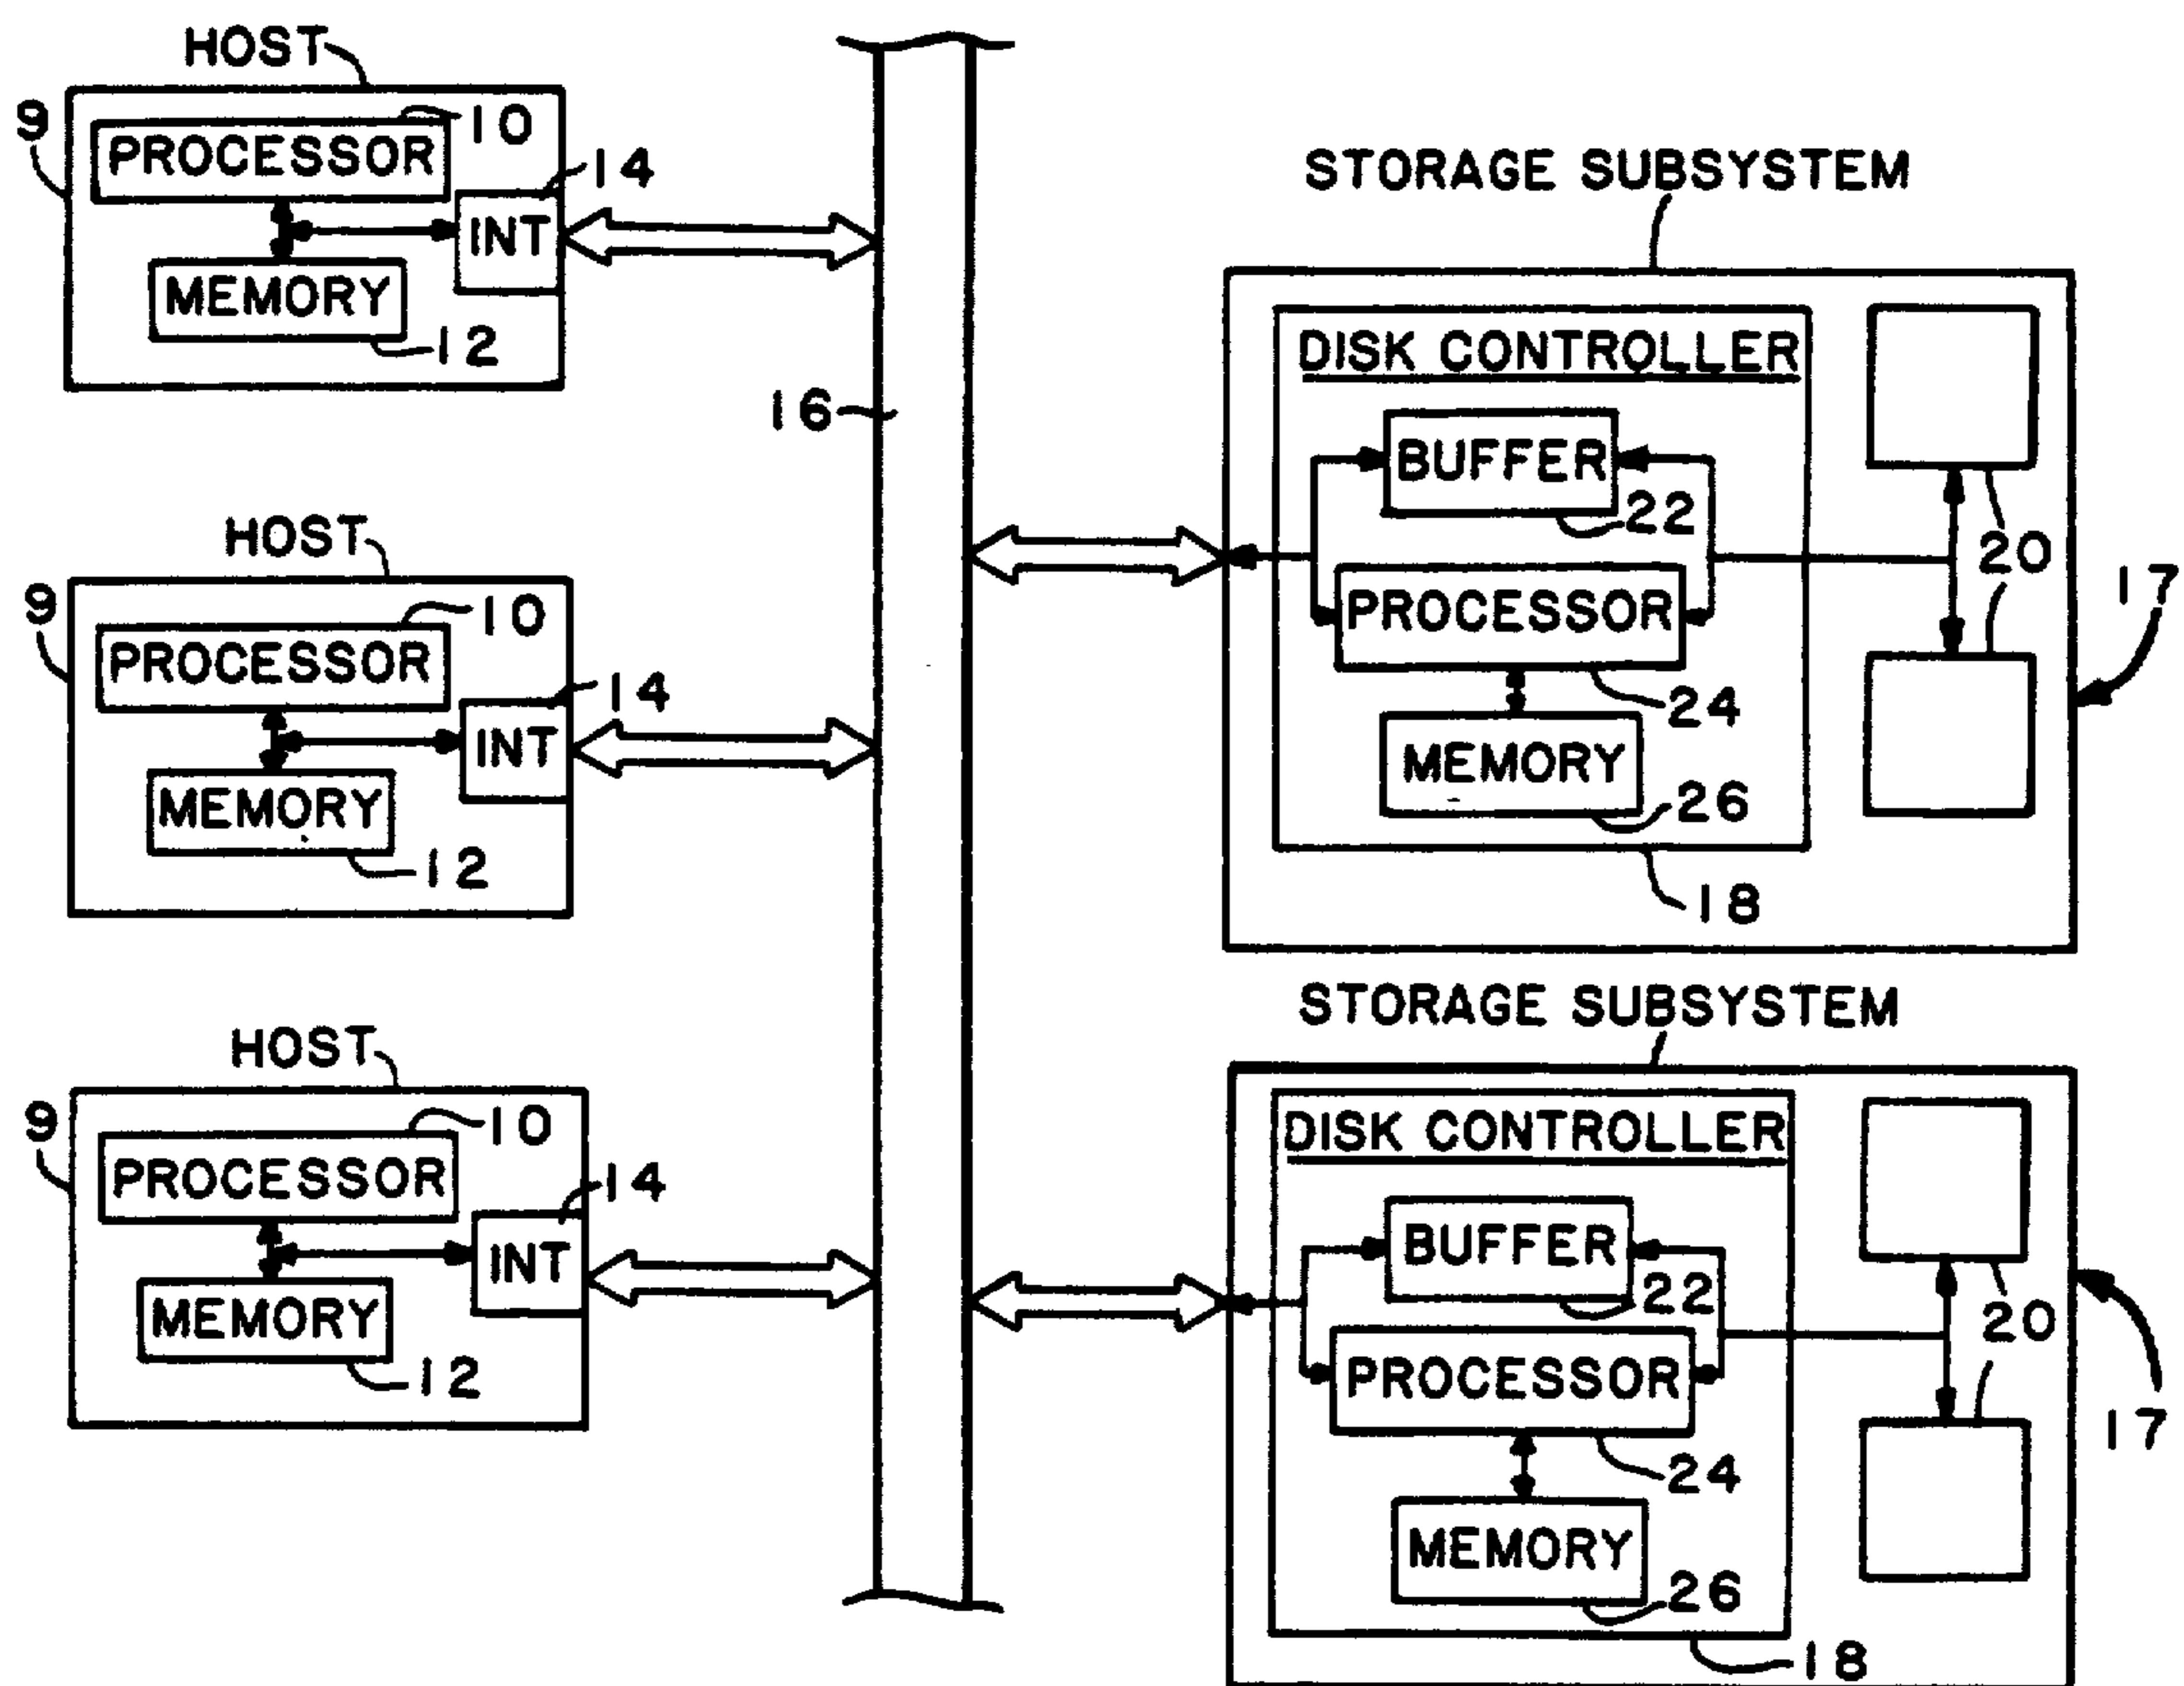 HOST
9
PROCESSOR
10
14
INT
MEMORY
12
HOST
9
PROCESSOR
10
14
INT
MEMORY
12
HOST
9
PROCESSOR
10
14
INT
MEMORY
12
16
STORAGE SUBSYSTEM
DISK CONTROLLER
BUFFER
22
PROCESSOR
24
MEMORY
26
18
20
17
STORAGE SUBSYSTEM
DISK CONTROLLER
BUFFER
22
PROCESSOR
24
MEMORY
26
18
20
17